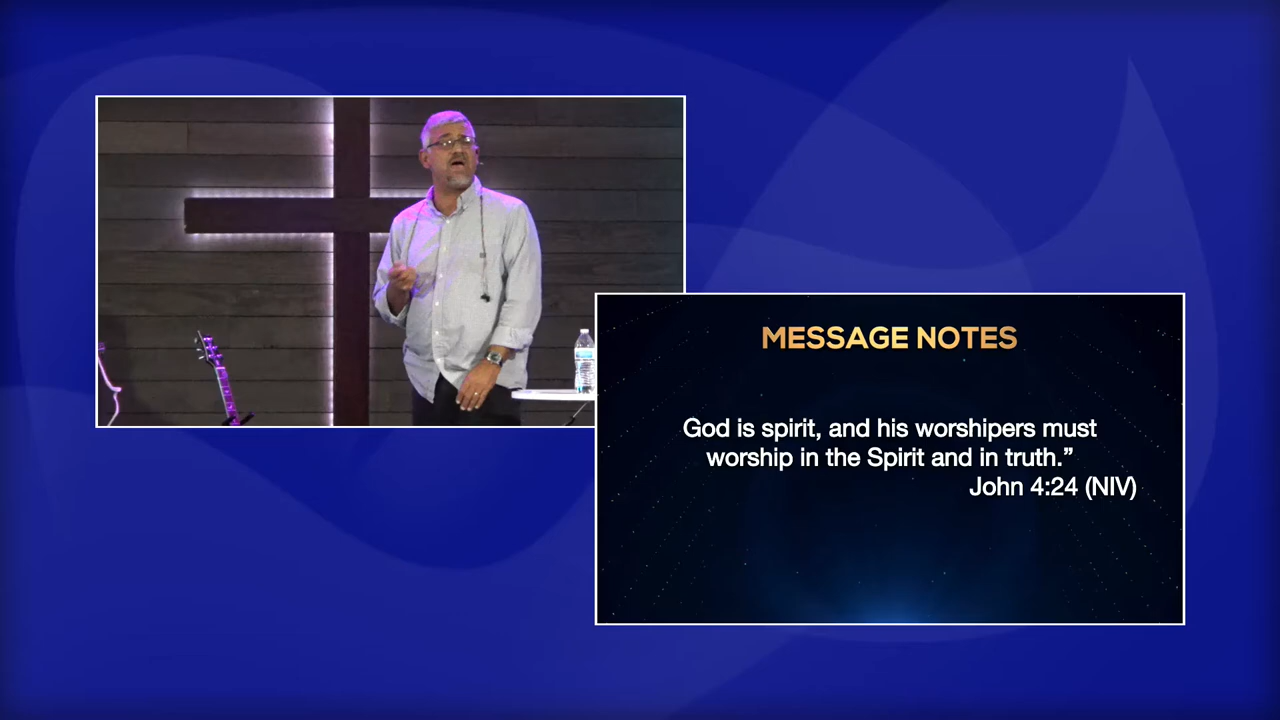 MESSAGE NOTES
God is spirit, and his worshipers must
worship in the Spirit and in truth.”
John 4:24 (NIV)